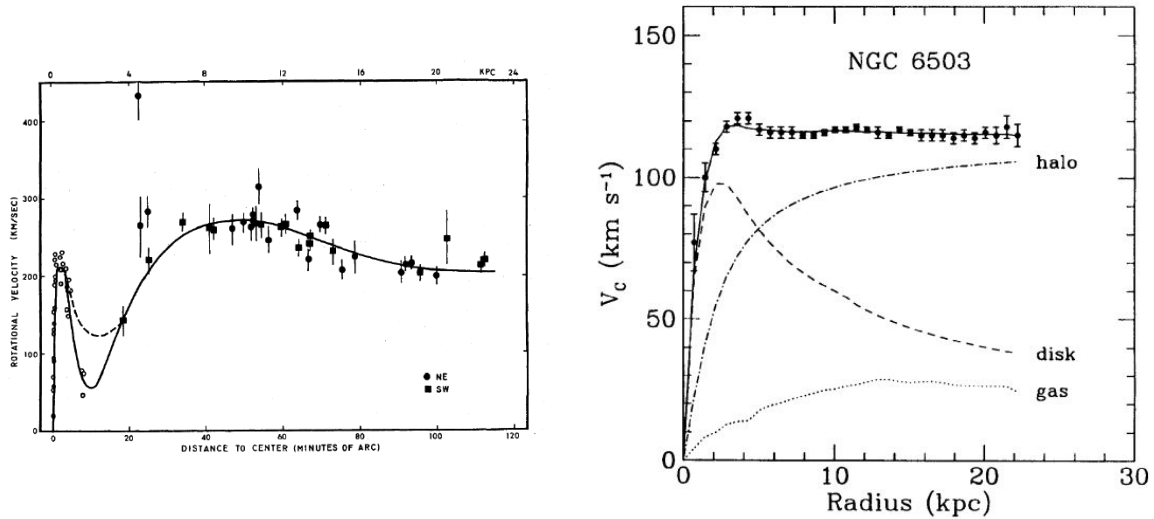 0 4 8 12 16 20 KPC 24
ROTATIONAL VELOCITY (KM/SEC)
400
300
200
100
0
NE
SW
0 20 40 60 80 100 120
DISTANCE TO CENTER (MINUTES OF ARC)
NGC 6503
V_C (km s⁻¹)
150
100
50
0
halo
disk
gas
0 10 20 30
Radius (kpc)